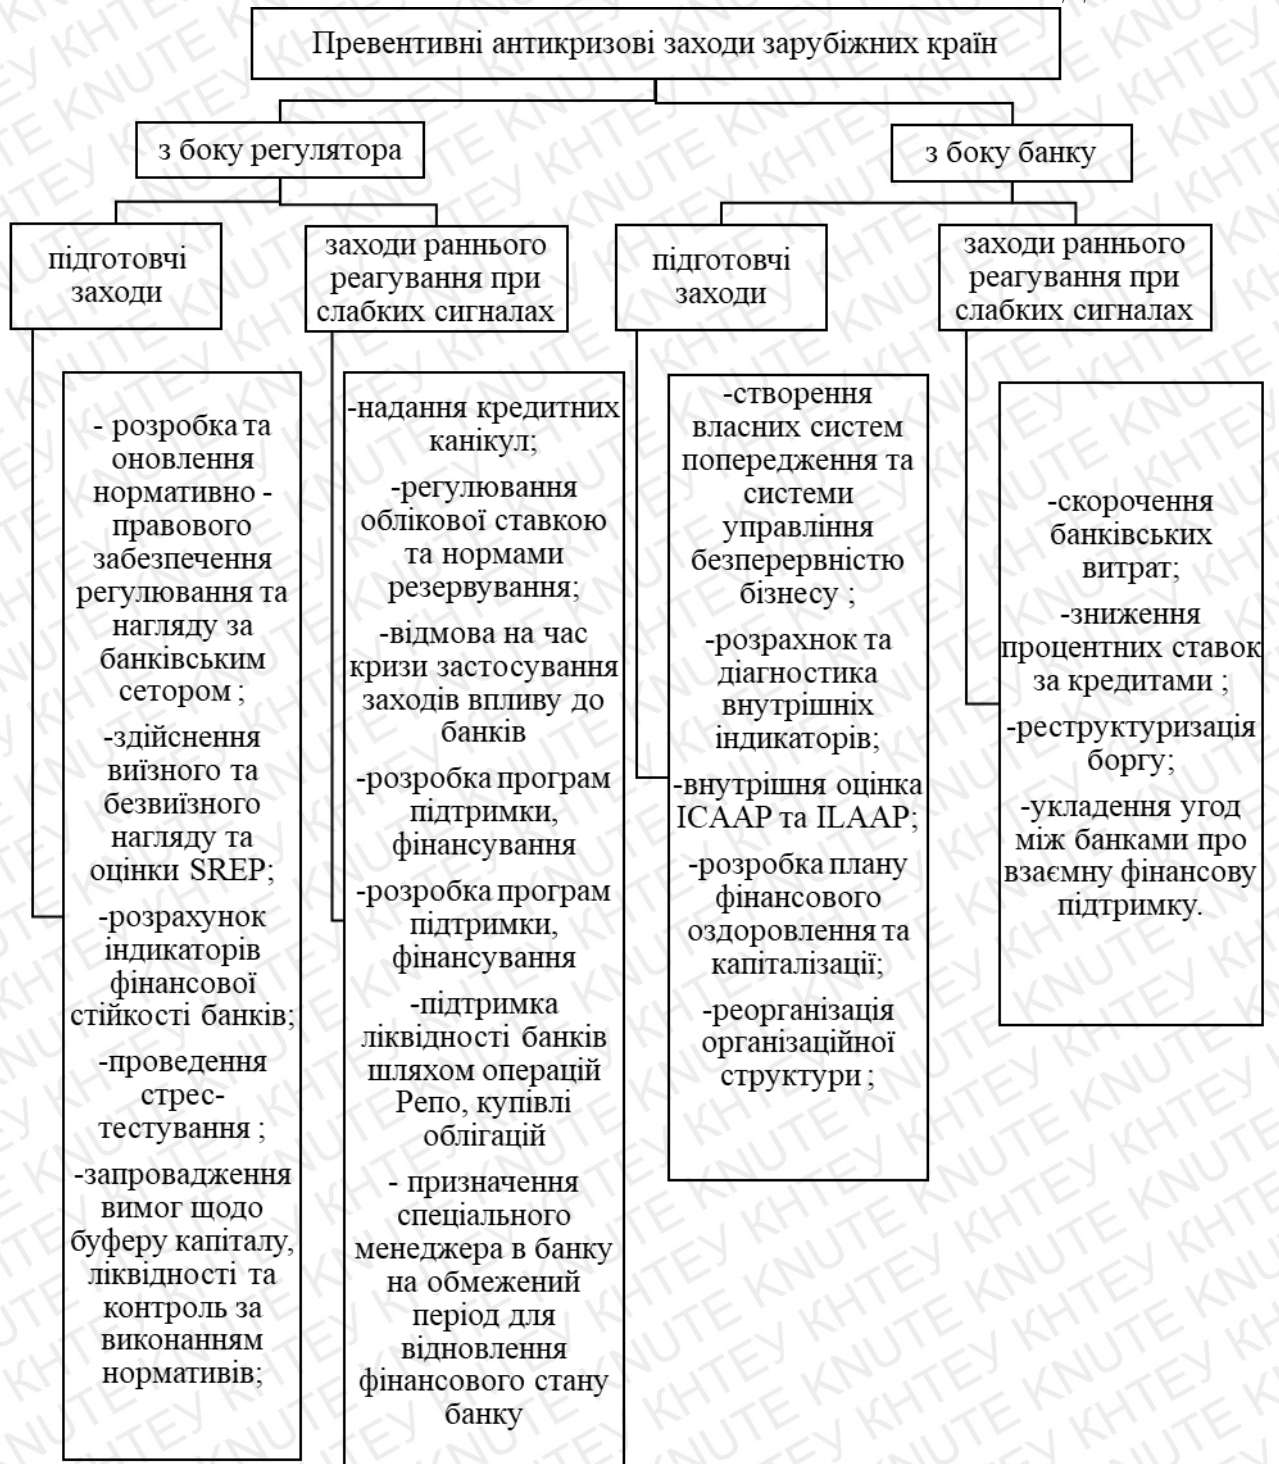 Превентивні антикризові заходи зарубіжних країн
з боку регулятора
з боку банку
підготовчі
заходи
заходи раннього
реагування при
слабких сигналах
підготовчі
заходи
заходи раннього
реагування при
слабких сигналах
- розробка та
оновлення
нормативно -
правового
забезпечення
регулювання та
нагляду за
банківським
сетором ;
-здійснення
виїзного та
безвиїзного
нагляду та
оцінки SREP;
-розрахунок
індикаторів
фінансової
стійкості банків;
-проведення
стрес-
тестування ;
-запровадження
вимог щодо
буферу капіталу,
ліквідності та
контроль за
виконанням
нормативів;
-надання кредитних
канікул;
-регулювання
облікової ставкою
та нормами
резервування;
-відмова на час
кризи застосування
заходів впливу до
банків
-розробка програм
підтримки,
фінансування
-розробка програм
підтримки,
фінансування
-підтримка
ліквідності банків
шляхом операцій
Репо, купівлі
облігацій
- призначення
спеціального
менеджера в банку
на обмежений
період для
відновлення
фінансового стану
банку
-створення
власних систем
попередження та
системи
управління
безперервністю
бізнесу ;
-розрахнок та
діагностика
внутрішніх
індикаторів;
-внутрішня оцінка
ICAAP та ILAAP;
-розробка плану
фінансового
оздоровлення та
капіталізації;
-реорганізація
організаційної
структури ;
-скорочення
банківських
витрат;
-зниження
процентних ставок
за кредитами ;
-реструктуризація
боргу;
-укладення угод
між банками про
взаємну фінансову
підтримку.